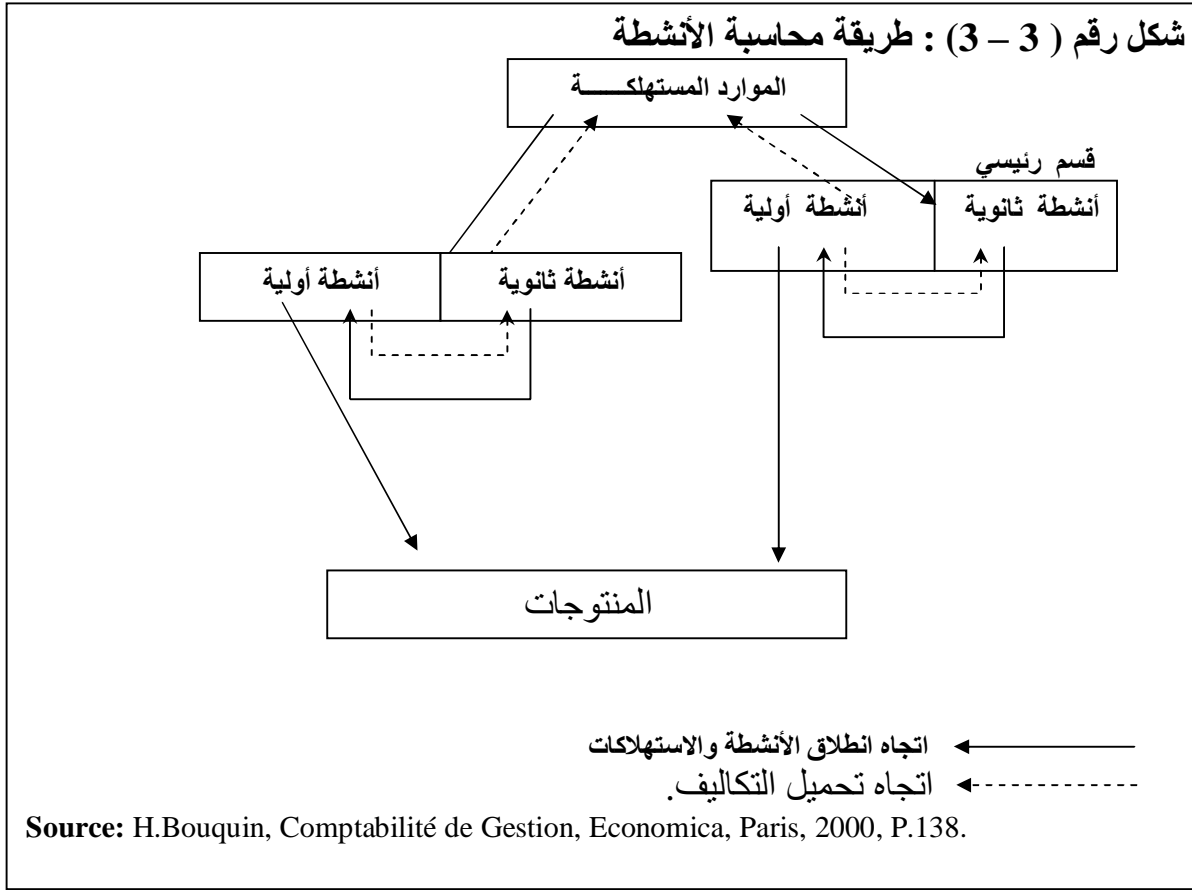 شكل رقم ( 3 – 3) : طريقة محاسبة الأنشطة
الموارد المستهلكـــــــة
قسم رئيسي
أنشطة ثانوية
أنشطة أولية
أنشطة ثانوية
أنشطة أولية
المنتوجات
اتجاه انطلاق الأنشطة والاستهلاكات
اتجاه تحميل التكاليف.
Source: H.Bouquin, Comptabilité de Gestion, Economica, Paris, 2000, P.138.